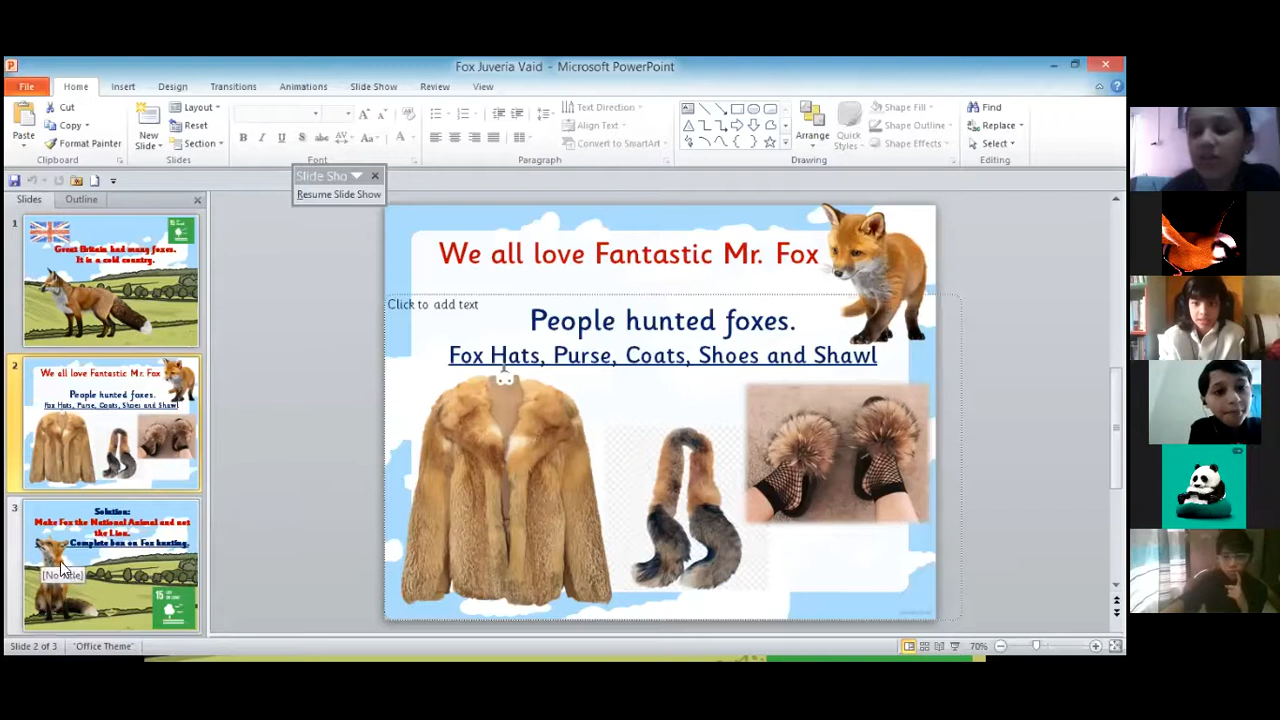 Fox Juveria Vaid - Microsoft PowerPoint
File Home Insert Design Transitions Animations Slide Show Review View
Cut
Copy
Format Painter
Paste
Clipboard
New
Slide
Layout
Reset
Section
Slides
Font
Text Direction
Align Text
Convert to SmartArt
Paragraph
Arrange
Quick
Styles
Shape Fill
Shape Outline
Shape Effects
Drawing
Find
Replace
Select
Editing
Slide Sho
Resume Slide Show
Slides Outline
1
Great Britain had many foxes.
It is a cold country.
2
We all love Fantastic Mr. Fox
People hunted foxes.
Fox Hats, Purse, Coats, Shoes and Shawl
3
Solution:
Make Fox the National Animal and not
the Lion.
Complete ban on Fox hunting.
[No Title]
15
We all love Fantastic Mr. Fox
Click to add text
People hunted foxes.
Fox Hats, Purse, Coats, Shoes and Shawl
Slide 2 of 3 "Office Theme" 70%